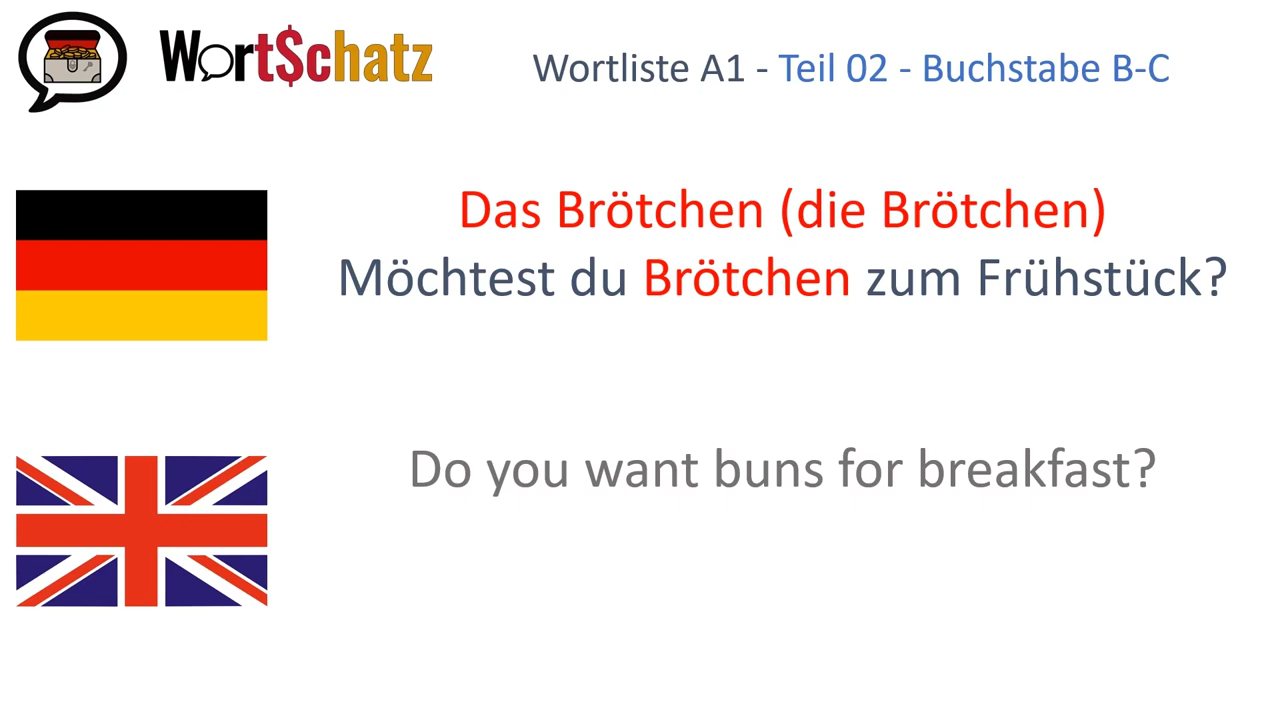 Wort$chatz
Wortliste A1 - Teil 02 - Buchstabe B-C
Das Brötchen (die Brötchen)
Möchtest du Brötchen zum Frühstück?
Do you want buns for breakfast?